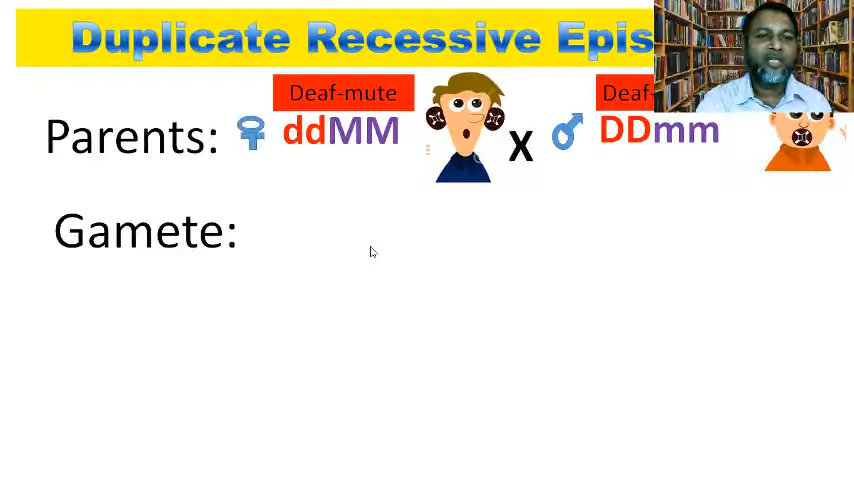 Duplicate Recessive Epis
Deaf-mute Deaf-
Parents: ddMM X DDmm
Gamete: